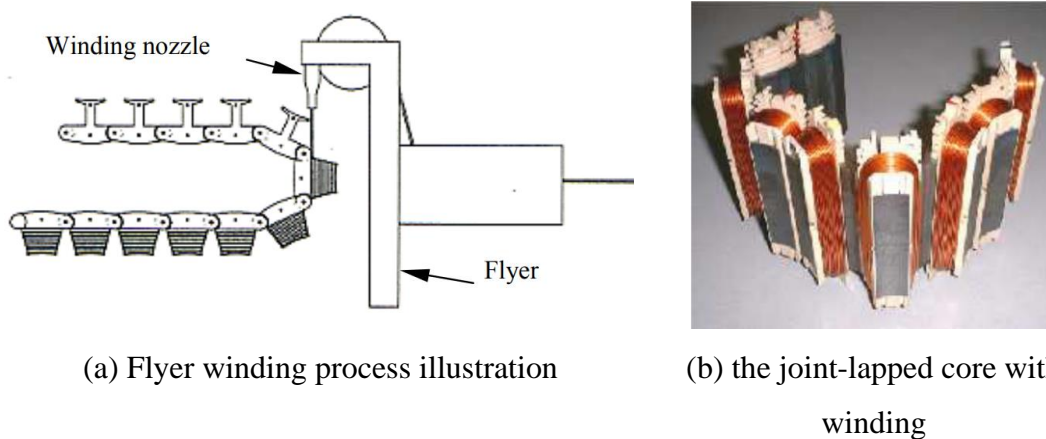 Winding nozzle
Flyer
(a) Flyer winding process illustration
(b) the joint-lapped core wit
winding